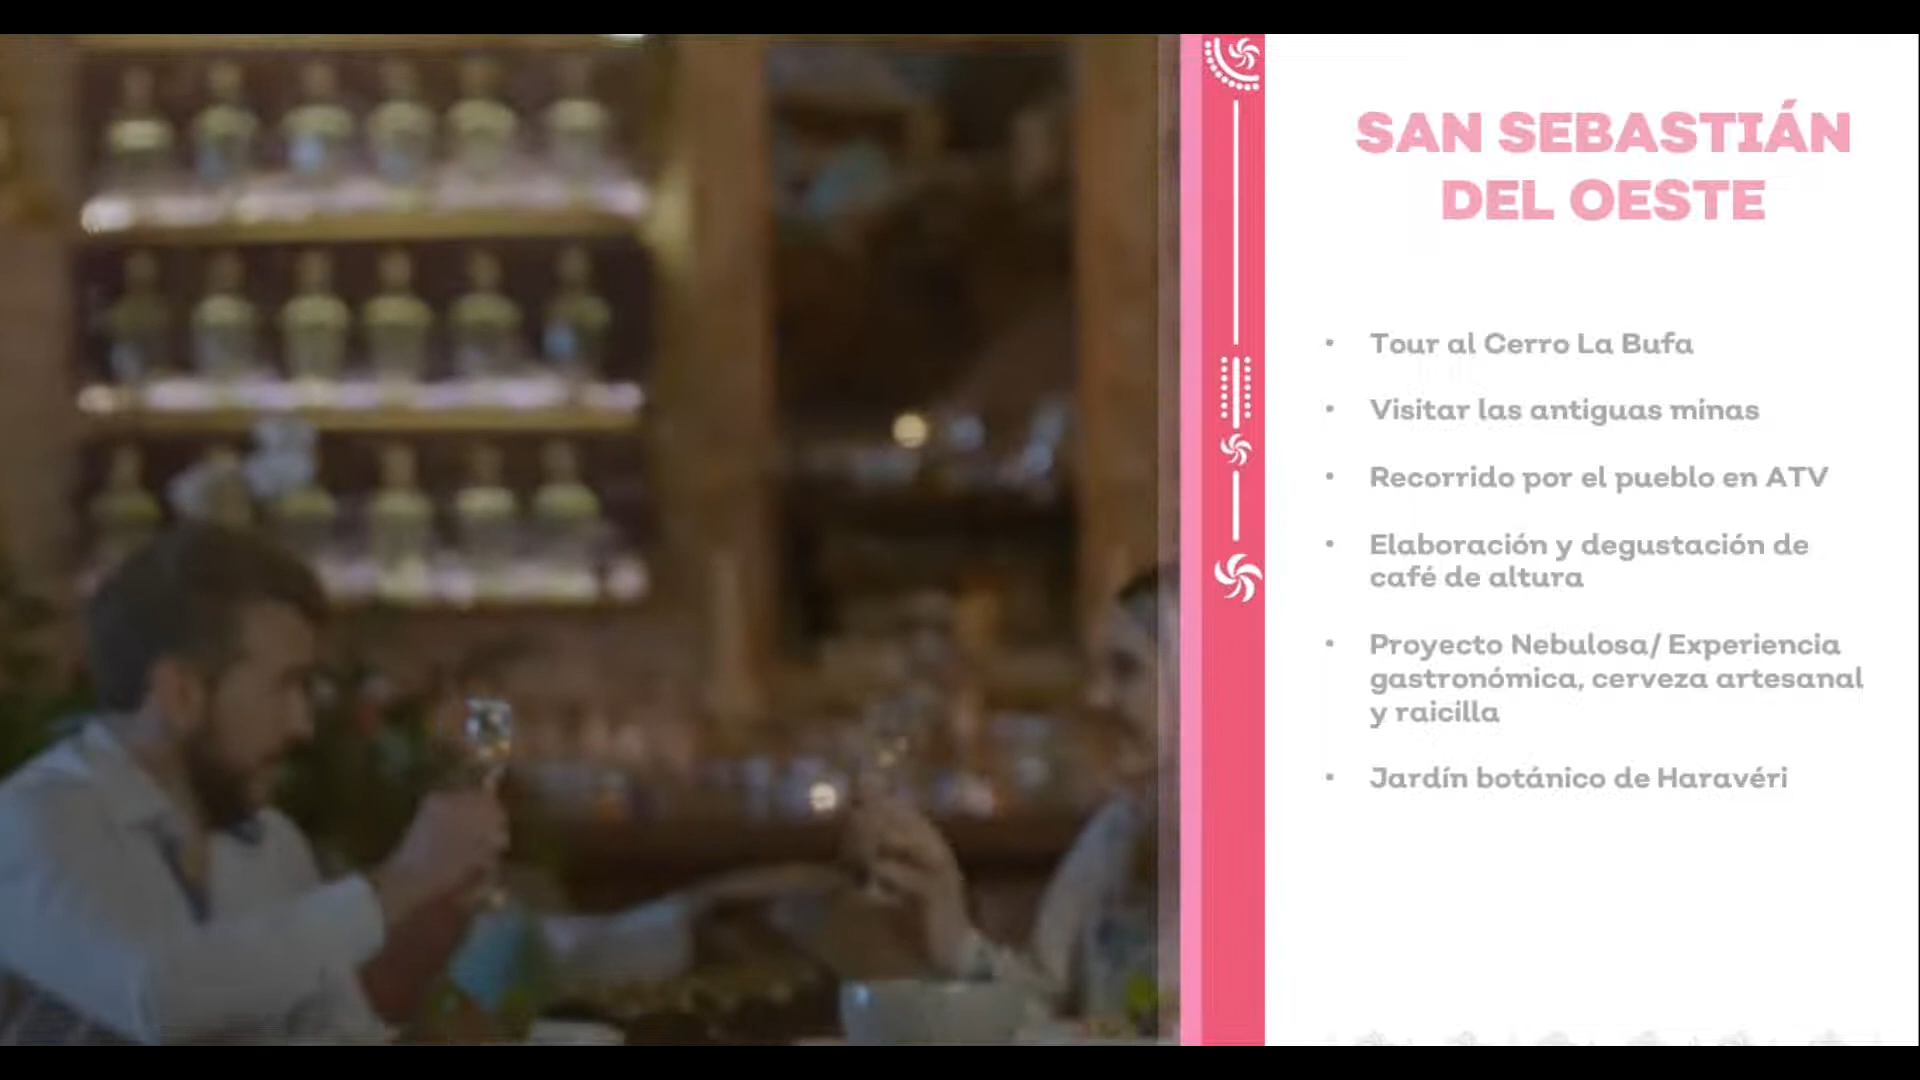 SAN SEBASTIÁN
DEL OESTE
• Tour al Cerro La Bufa
• Visitar las antiguas minas
• Recorrido por el pueblo en ATV
• Elaboración y degustación de
café de altura
• Proyecto Nebulosa/ Experiencia
gastronómica, cerveza artesanal
y raicilla
• Jardín botánico de Haravéri